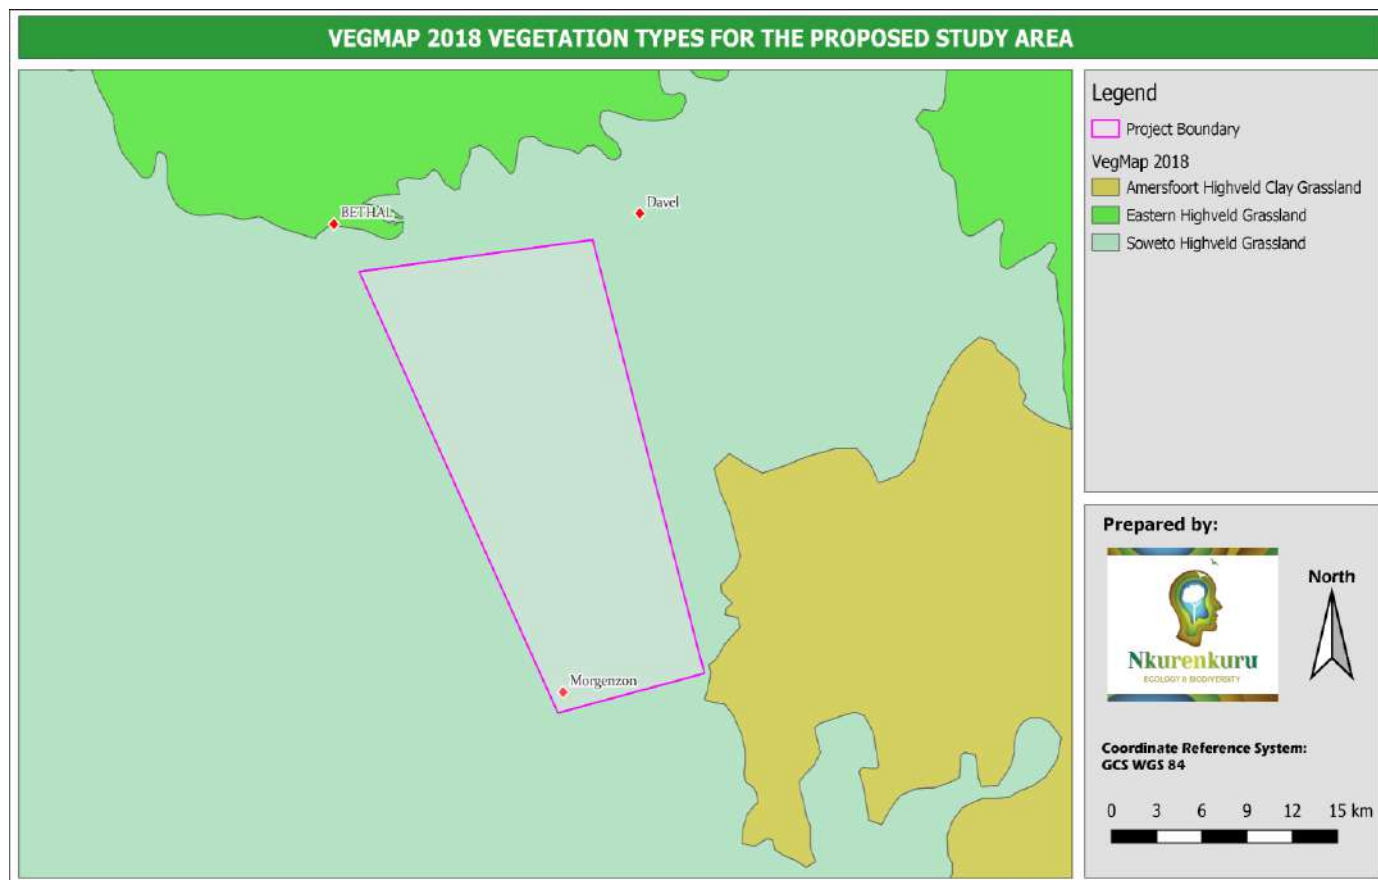 VEGMAP 2018 VEGETATION TYPES FOR THE PROPOSED STUDY AREA
BETHAL
Davel
Morgenzon
Legend
Project Boundary
VegMap 2018
Amersfoort Highveld Clay Grassland
Eastern Highveld Grassland
Soweto Highveld Grassland
Prepared by:
Nkurenkuru
ECOLOGY & BIODIVERSITY
North
Coordinate Reference System:
GCS WGS 84
0 3 6 9 12 15 km